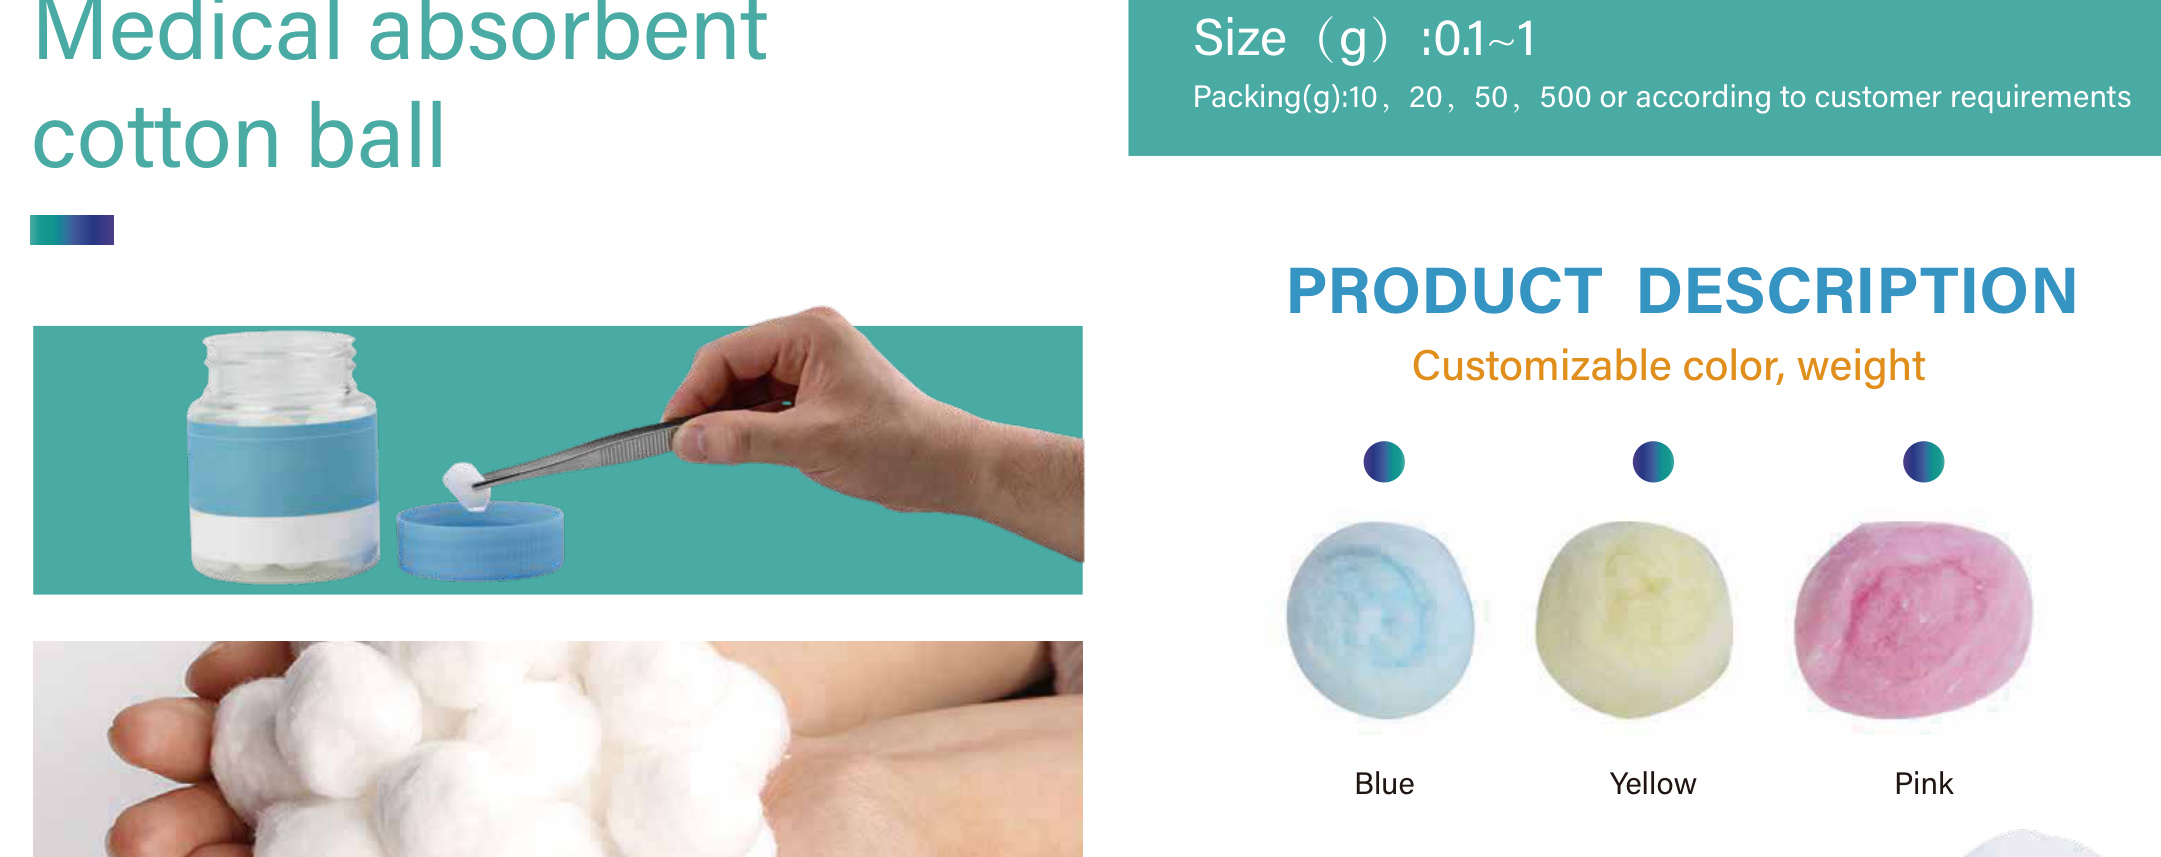 Medical absorbent
cotton ball
Size（g）:0.1~1
Packing(g):10，20，50，500 or according to customer requirements
PRODUCT DESCRIPTION
Customizable color, weight
Blue
Yellow
Pink